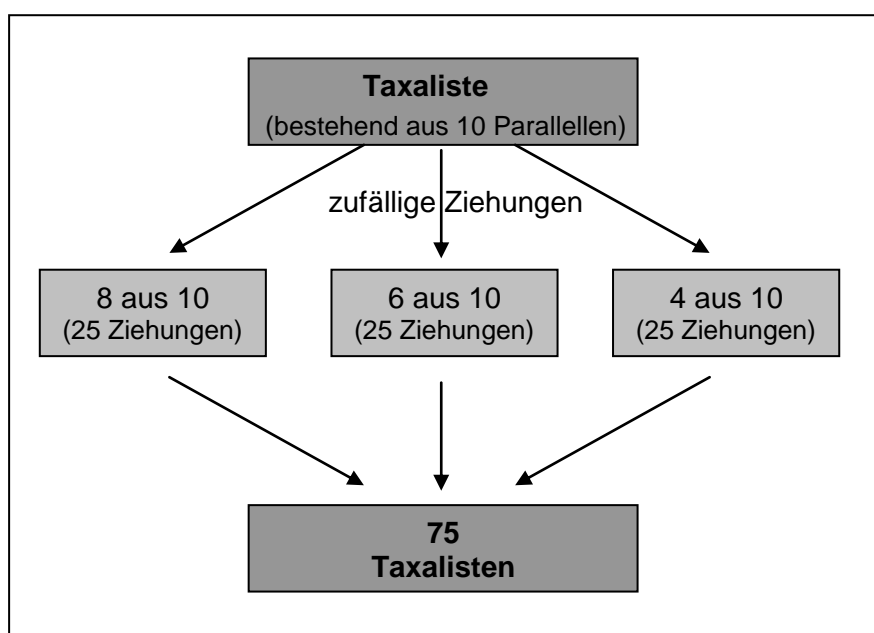 Taxaliste
(bestehend aus 10 Parallellen)
zufällige Ziehungen
8 aus 10
(25 Ziehungen)
6 aus 10
(25 Ziehungen)
4 aus 10
(25 Ziehungen)
75
Taxalisten